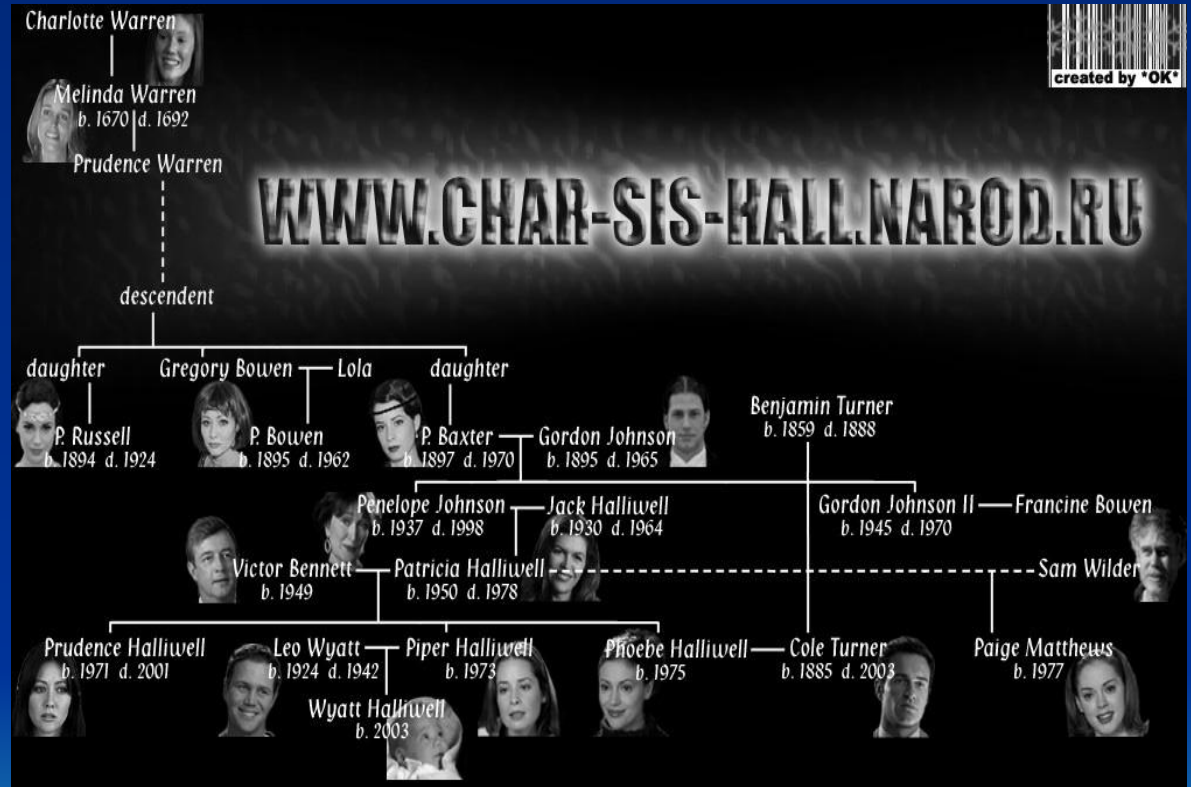 Charlotte Warren
created by *OK*
Melinda Warren
b. 1670 d. 1692
Prudence Warren
WWW.CHAR-SIS-HALL.NAROD.RU
descendent
daughter Gregory Bowen Lola daughter
Benjamin Turner
b. 1859 d. 1888
P. Russell P. Bowen P. Baxter Gordon Johnson
b. 1894 d. 1924 b. 1895 d. 1962 b. 1897 d. 1970 b. 1895 d. 1965
Penelope Johnson Jack Halliwell Gordon Johnson II Francine Bowen
b. 1937 d. 1998 b. 1930 d. 1964 b. 1945 d. 1970
Victor Bennett Patricia Halliwell Sam Wilder
b. 1949 b. 1950 d. 1978
Prudence Halliwell Leo Wyatt Piper Halliwell Phoebe Halliwell Cole Turner Paige Matthews
b. 1971 d. 2001 b. 1924 d. 1942 b. 1973 b. 1975 b. 1885 d. 2003 b. 1977
Wyatt Halliwell
b. 2003